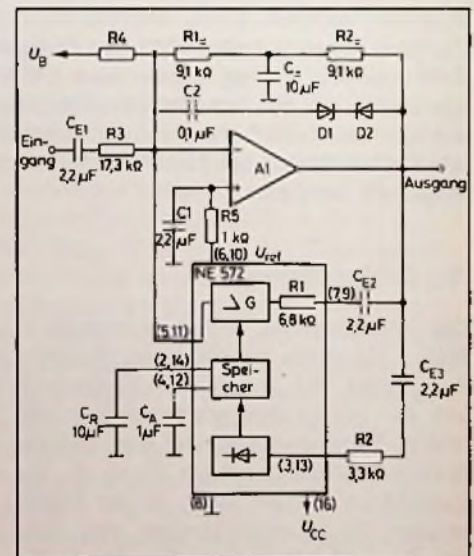 R4
R1=
R2=
U_B
9,1 kΩ
9,1 kΩ
C=
10 µF
C2
0,1 µF
D1
D2
C_E1
R3
Ein-
gang
2,2 µF
17,3 kΩ
A1
Ausgang
C1
2,2 µF
R5
1 kΩ
(6,10)
U_ref
NE 572
ΔG
R1
6,8 kΩ
(7,9)
C_E2
2,2 µF
(5,11)
(2,14)
(4,12)
Spei-
cher
C_E3
2,2 µF
C_R
10 µF
C_A
1 µF
(3,13)
R2
3,3 kΩ
(8)
(16)
U_CC